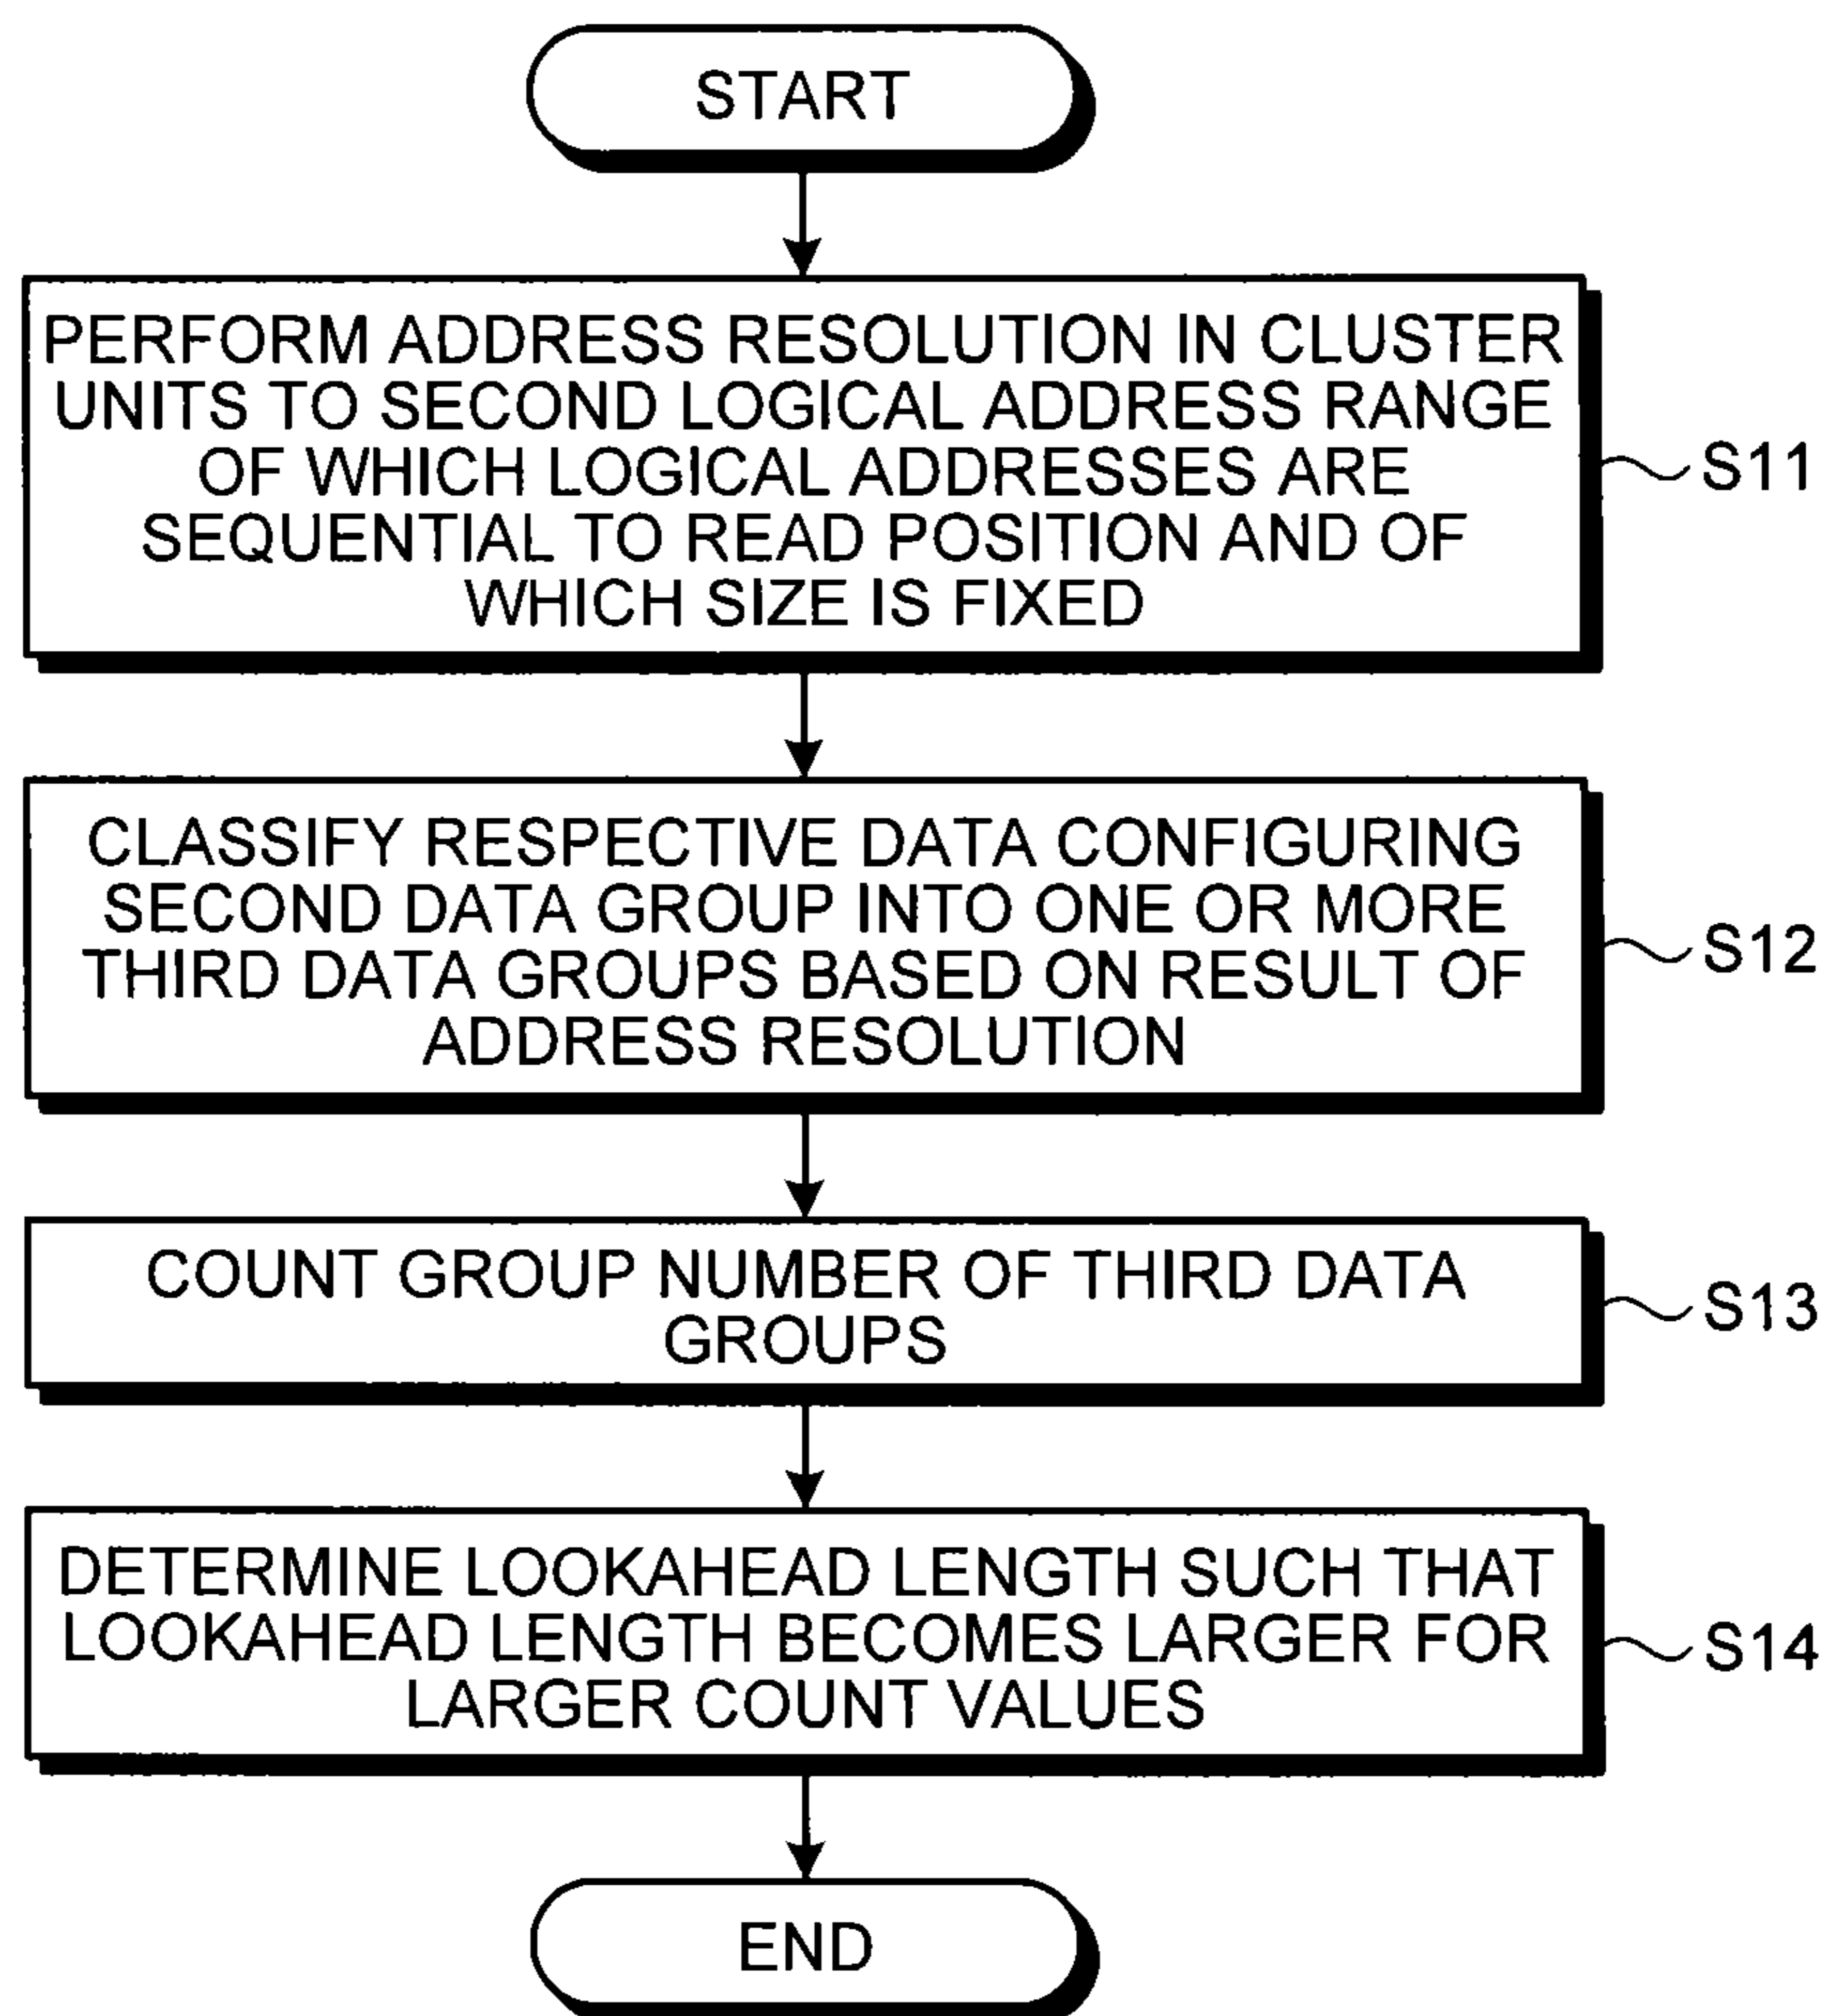 START
PERFORM ADDRESS RESOLUTION IN CLUSTER
UNITS TO SECOND LOGICAL ADDRESS RANGE
OF WHICH LOGICAL ADDRESSES ARE
SEQUENTIAL TO READ POSITION AND OF
WHICH SIZE IS FIXED
S11
CLASSIFY RESPECTIVE DATA CONFIGURING
SECOND DATA GROUP INTO ONE OR MORE
THIRD DATA GROUPS BASED ON RESULT OF
ADDRESS RESOLUTION
S12
COUNT GROUP NUMBER OF THIRD DATA
GROUPS
S13
DETERMINE LOOKAHEAD LENGTH SUCH THAT
LOOKAHEAD LENGTH BECOMES LARGER FOR
LARGER COUNT VALUES
S14
END